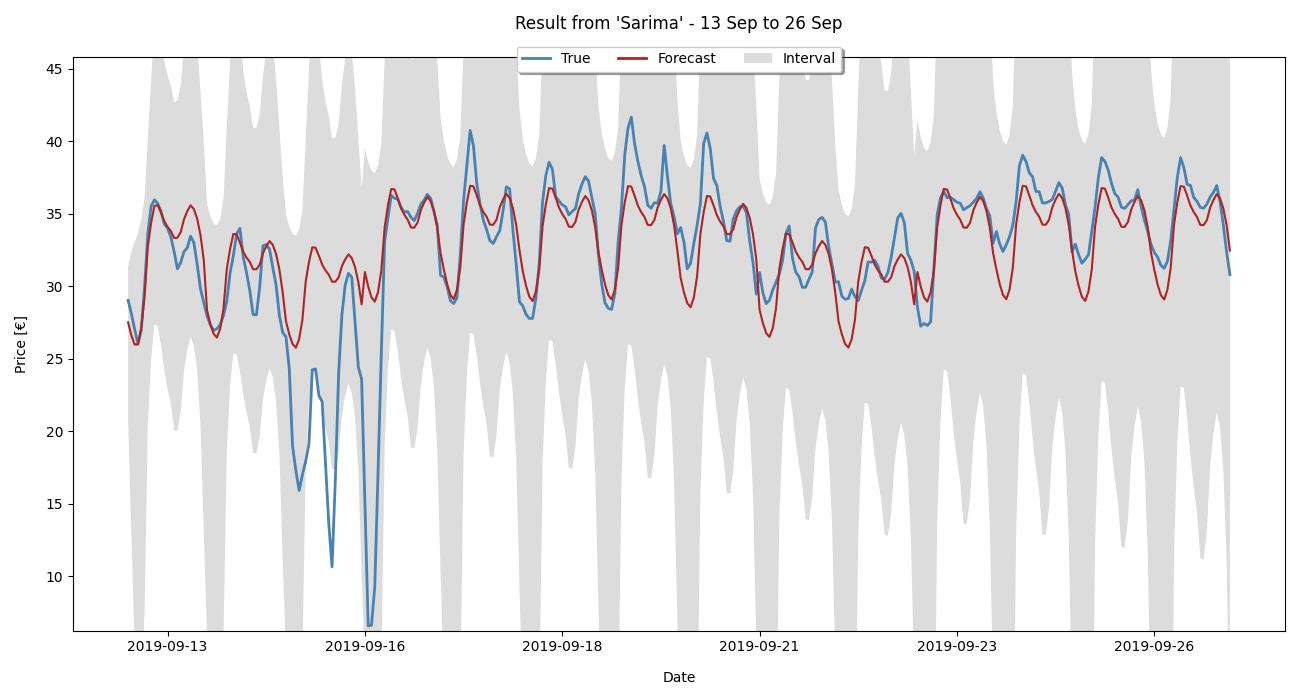 Result from 'Sarima' - 13 Sep to 26 Sep
True Forecast Interval
45
40
35
30
25
20
15
10
Price [€]
2019-09-13 2019-09-16 2019-09-18 2019-09-21 2019-09-23 2019-09-26
Date